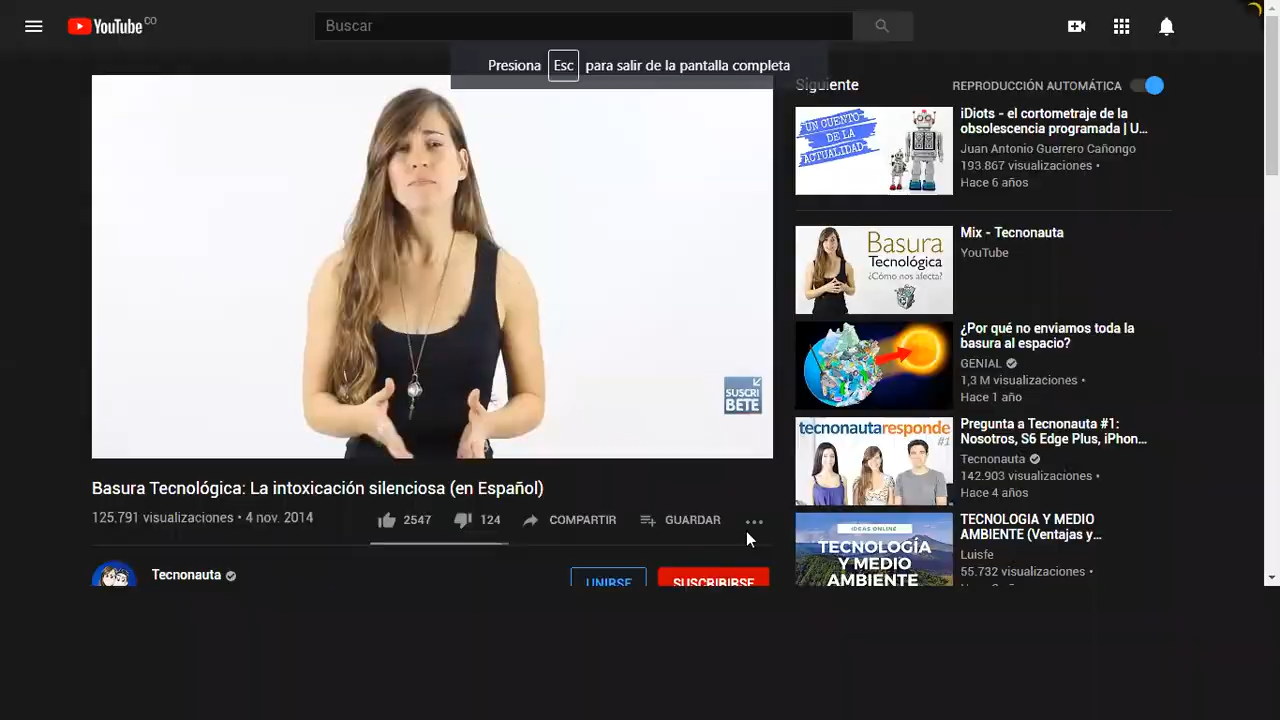 YouTube CO
Buscar
Presiona Esc para salir de la pantalla completa
Siguiente
REPRODUCCIÓN AUTOMÁTICA
UN CUENTO
DE LA
ACTUALIDAD
iDiots - el cortometraje de la
obsolescencia programada | U...
Juan Antonio Guerrero Cañongo
193.867 visualizaciones •
Hace 6 años
Basura
Tecnológica
¿Cómo nos afecta?
Mix - Tecnonauta
YouTube
¿Por qué no enviamos toda la
basura al espacio?
GENIAL
1,3 M visualizaciones •
Hace 1 año
tecnonautaresponde
#1
Pregunta a Tecnonauta #1:
Nosotros, S6 Edge Plus, iPhon...
Tecnonauta
142.903 visualizaciones •
Hace 4 años
IDEAS ONLINE
TECNOLOGÍA
Y MEDIO
AMBIENTE
TECNOLOGIA Y MEDIO
AMBIENTE (Ventajas y...
Luisfe
55.732 visualizaciones •
SUSCRI
BETE
Basura Tecnológica: La intoxicación silenciosa (en Español)
125.791 visualizaciones • 4 nov. 2014
2547
124
COMPARTIR
GUARDAR
Tecnonauta
UNIRSE
SUSCRIBIRSE